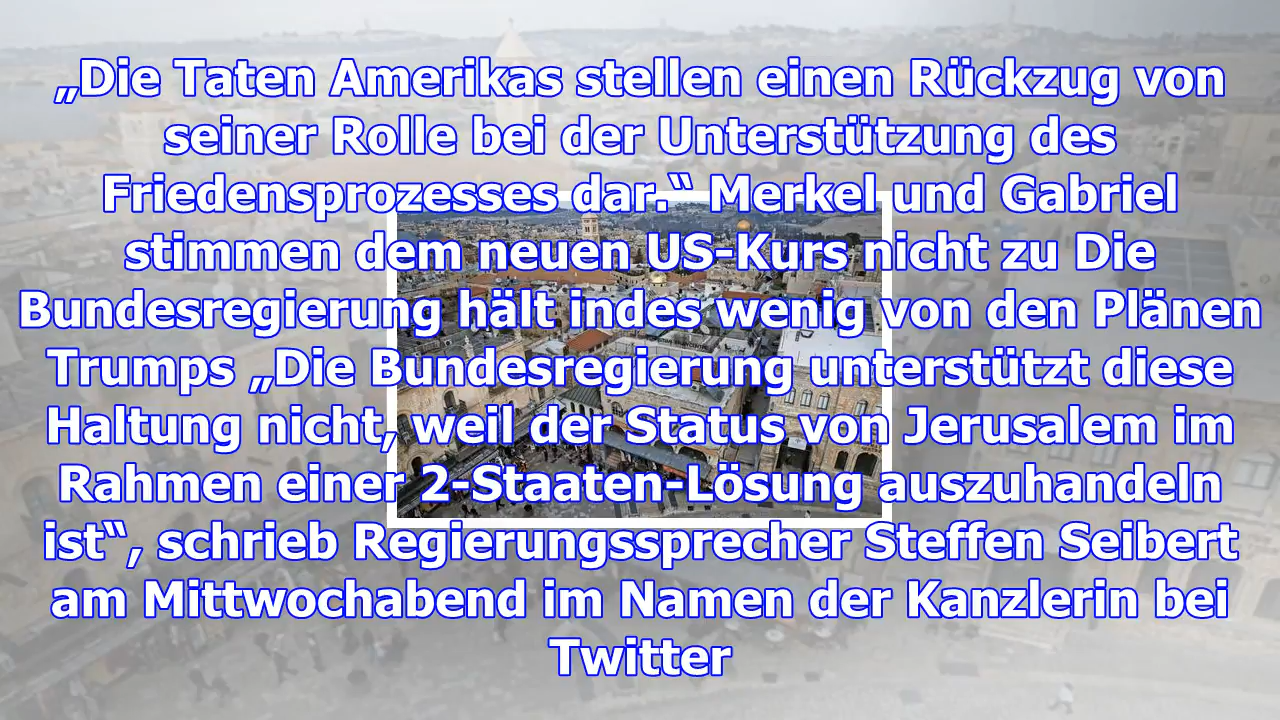 „Die Taten Amerikas stellen einen Rückzug von
seiner Rolle bei der Unterstützung des
Friedensprozesses dar.“ Merkel und Gabriel
stimmen dem neuen US-Kurs nicht zu Die
Bundesregierung hält indes wenig von den Plänen
Trumps „Die Bundesregierung unterstützt diese
Haltung nicht, weil der Status von Jerusalem im
Rahmen einer 2-Staaten-Lösung auszuhandeln
ist“, schrieb Regierungssprecher Steffen Seibert
am Mittwochabend im Namen der Kanzlerin bei
Twitter